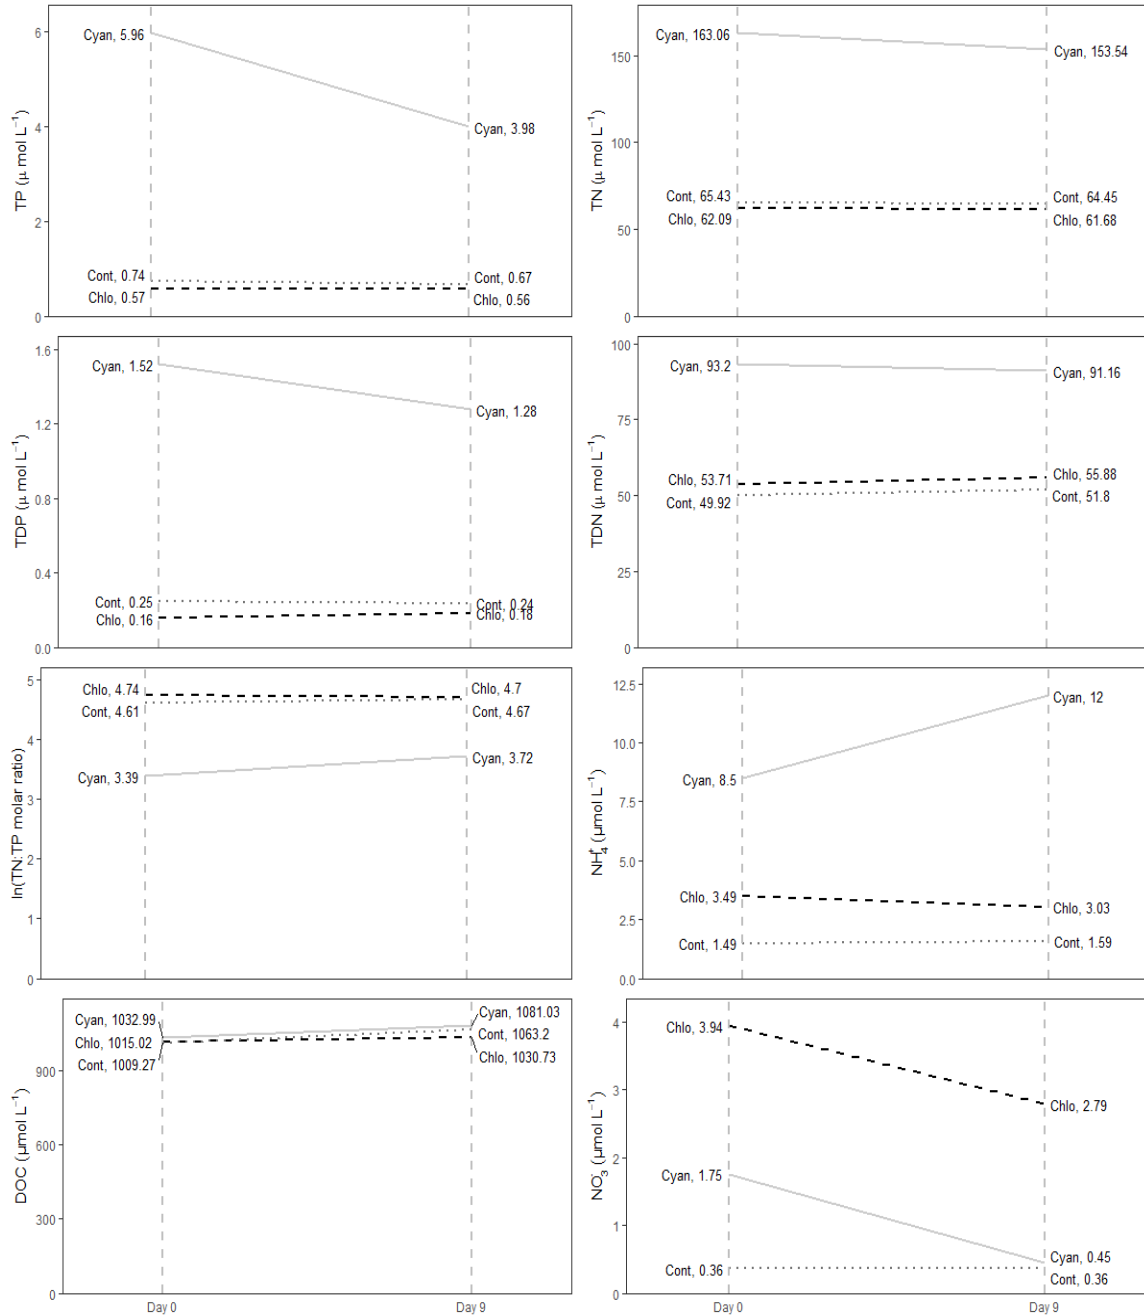 TP (μ mol L⁻¹)
6
4
2
0
Cyan, 5.96
Cyan, 3.98
Cont, 0.74
Chlo, 0.57
Cont, 0.67
Chlo, 0.56
TN (μ mol L⁻¹)
150
100
50
0
Cyan, 163.06
Cyan, 153.54
Cont, 65.43
Chlo, 62.09
Cont, 64.45
Chlo, 61.68
TDP (μ mol L⁻¹)
1.6
1.2
0.8
0.4
0.0
Cyan, 1.52
Cyan, 1.28
Cont, 0.25
Chlo, 0.16
Cont, 0.24
Chlo, 0.18
TDN (μ mol L⁻¹)
100
75
50
25
0
Cyan, 93.2
Cyan, 91.16
Chlo, 53.71
Cont, 49.92
Chlo, 55.88
Cont, 51.8
ln(TN:TP molar ratio)
5
4
3
2
1
0
Chlo, 4.74
Cont, 4.61
Chlo, 4.7
Cont, 4.67
Cyan, 3.39
Cyan, 3.72
NH₄⁺ (μmol L⁻¹)
12.5
10.0
7.5
5.0
2.5
0.0
Cyan, 8.5
Cyan, 12
Chlo, 3.49
Chlo, 3.03
Cont, 1.49
Cont, 1.59
DOC (μmol L⁻¹)
900
600
300
0
Cyan, 1032.99
Chlo, 1015.02
Cont, 1009.27
Cyan, 1081.03
Cont, 1063.2
Chlo, 1030.73
Day 0
Day 9
NO₃⁻ (μmol L⁻¹)
4
3
2
1
0
Chlo, 3.94
Chlo, 2.79
Cyan, 1.75
Cyan, 0.45
Cont, 0.36
Cont, 0.36
Day 0
Day 9